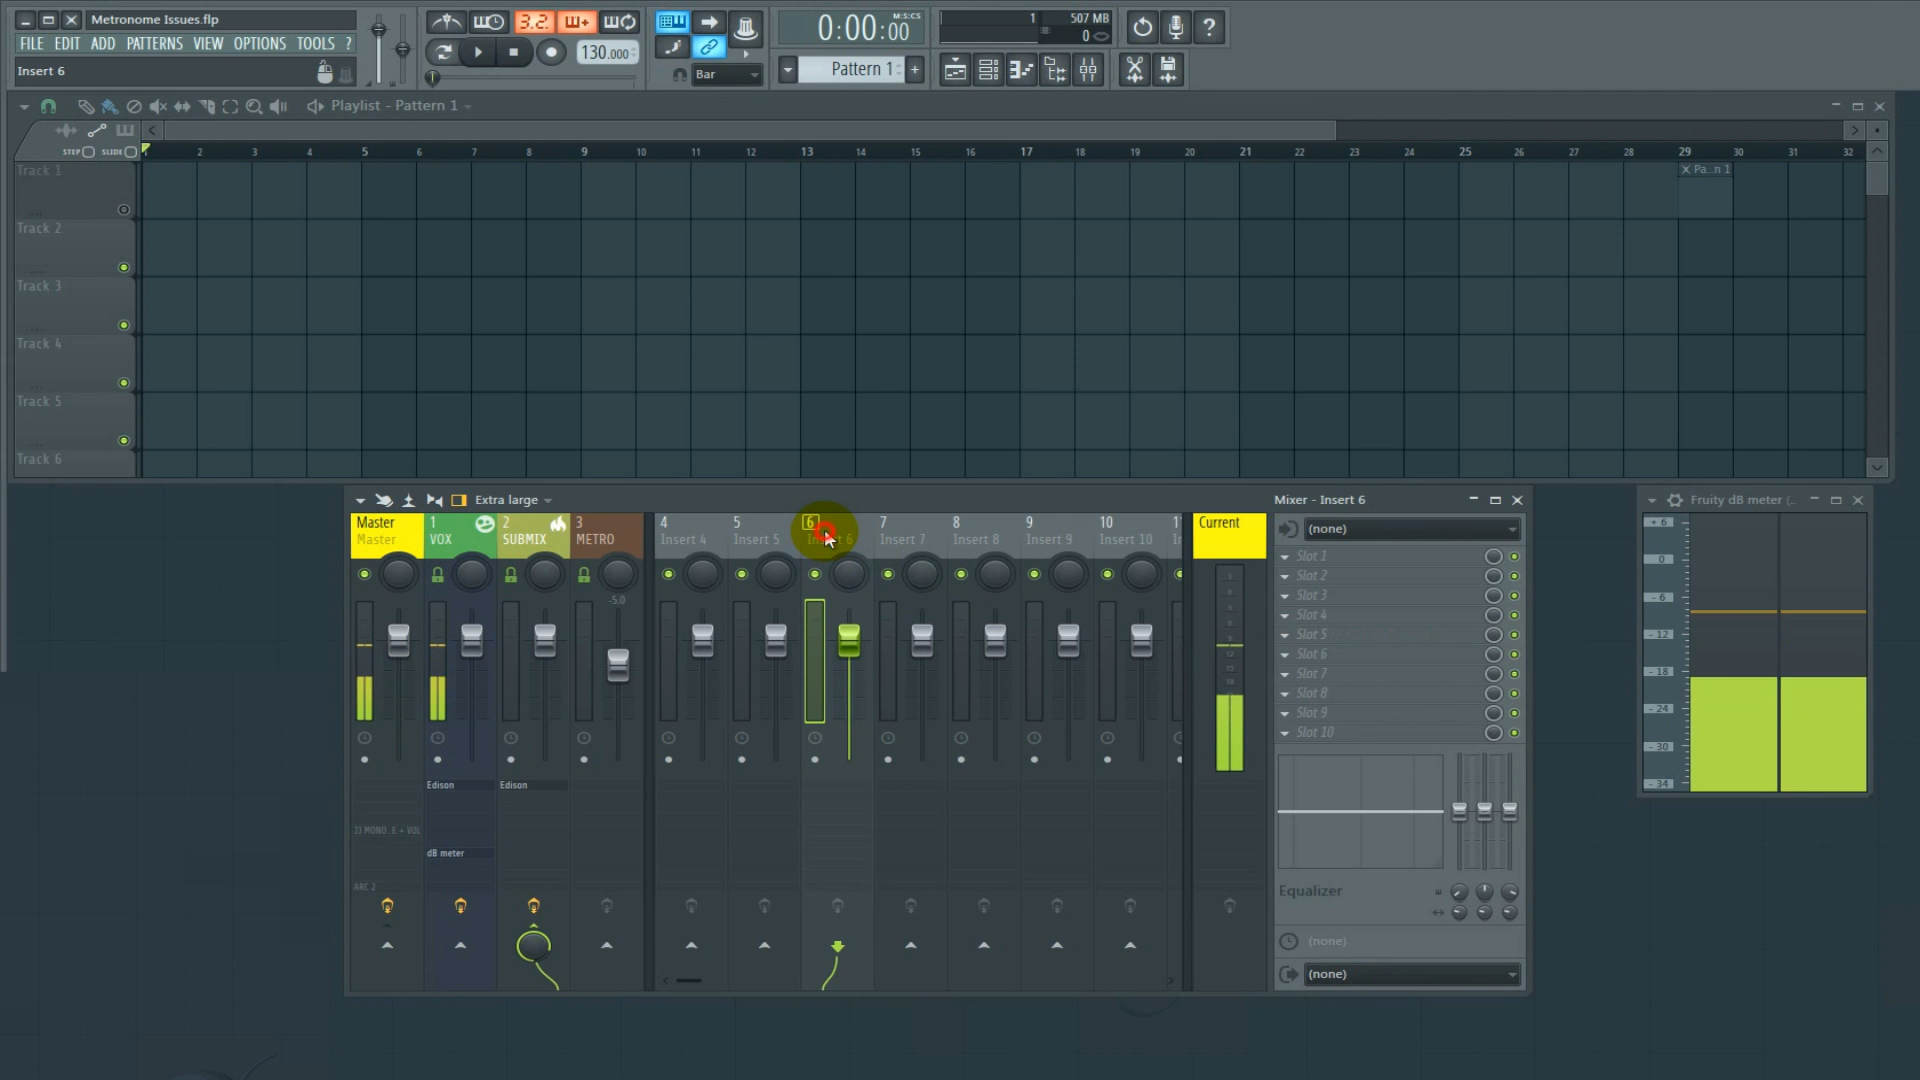 Metronome Issues.flp
FILE EDIT ADD PATTERNS VIEW OPTIONS TOOLS ?
Insert 6
3.2.
130.000
Bar
0:00:00
M:S:CS
Pattern 1
1
507 MB
0
Playlist - Pattern 1
STEP SLIDE
1 2 3 4 5 6 7 8 9 10 11 12 13 14 15 16 17 18 19 20 21 22 23 24 25 26 27 28 29 30 31 32
Track 1
Pa..n 1
Track 2
Track 3
Track 4
Track 5
Track 6
Extra large
Mixer - Insert 6
Master 1 2 3 4 5 6 7 8 9 10 11
Master VOX SUBMIX METRO Insert 4 Insert 5 Insert 6 Insert 7 Insert 8 Insert 9 Insert 10
Current
-5.0
Edison
Edison
JJ MONO..E + VOL
dB meter
ARC 2
(none)
Slot 1
Slot 2
Slot 3
Slot 4
Slot 5
Slot 6
Slot 7
Slot 8
Slot 9
Slot 10
Equalizer
(none)
(none)
Fruity dB meter (..
+ 6
0
- 6
- 12
- 18
- 24
- 30
- 34